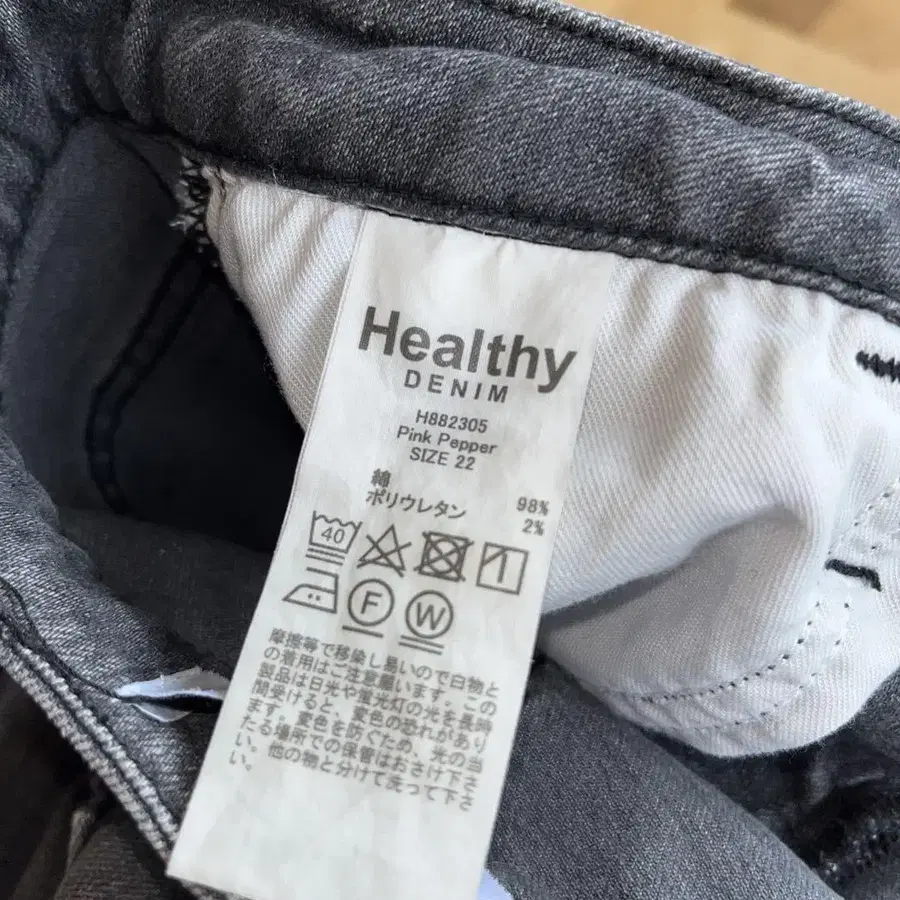 Healthy
DENIM
H882305
Pink Pepper
SIZE 22
綿 98%
ポリウレタン 2%
40
F W
摩擦等で移染し易いので白物と
の着用はご注意願います。この
製品は日光や蛍光灯の光を長時
間受けると、変色の恐れがあり
ます。変色を防ぐため、光の当
たる場所での保管はおさけ下さ
い。他の物と分けて洗って下さ
い。